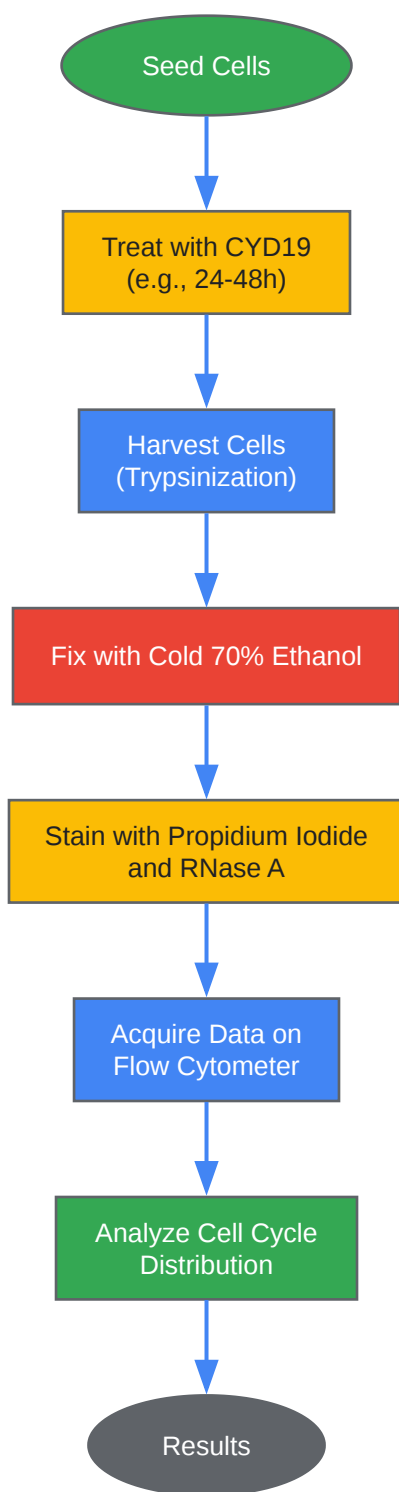 Seed Cells
Treat with CYD19
(e.g., 24-48h)
Harvest Cells
(Trypsinization)
Fix with Cold 70% Ethanol
Stain with Propidium Iodide
and RNase A
Acquire Data on
Flow Cytometer
Analyze Cell Cycle
Distribution
Results